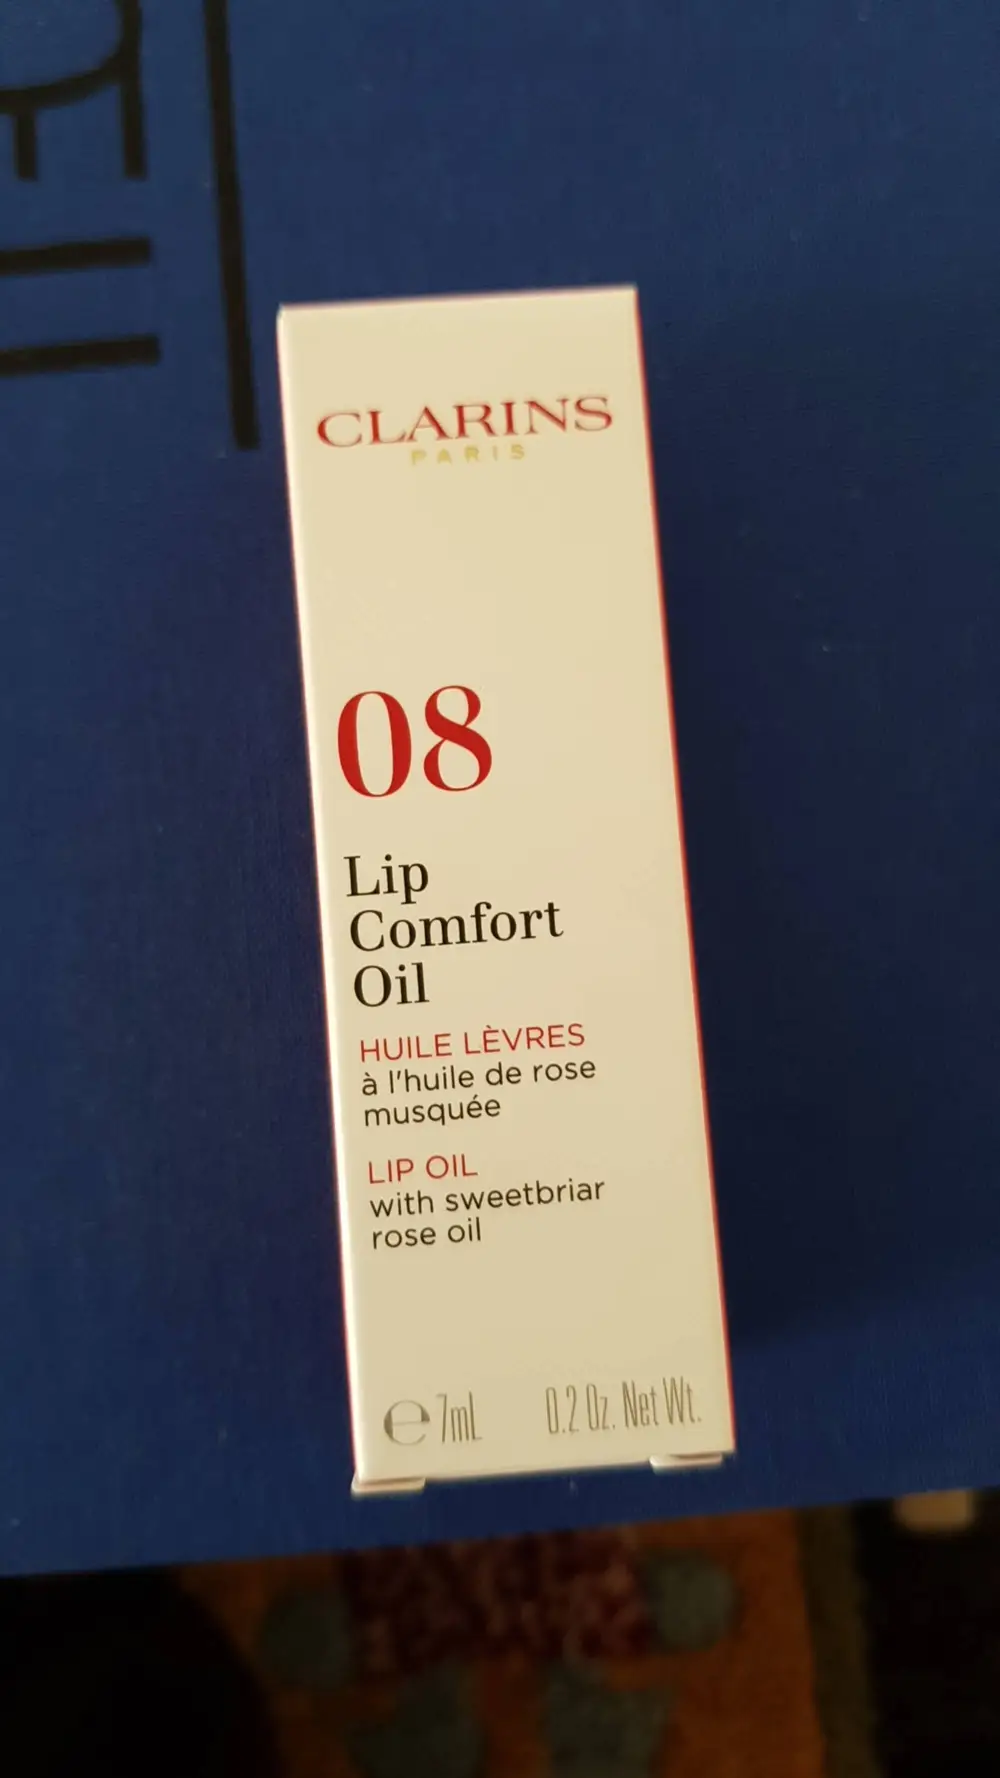 CLARINS
PARIS
08
Lip
Comfort
Oil
HUILE LÈVRES
à l'huile de rose
musquée
LIP OIL
with sweetbriar
rose oil
℮ 7mL 0.2 Oz. Net Wt.